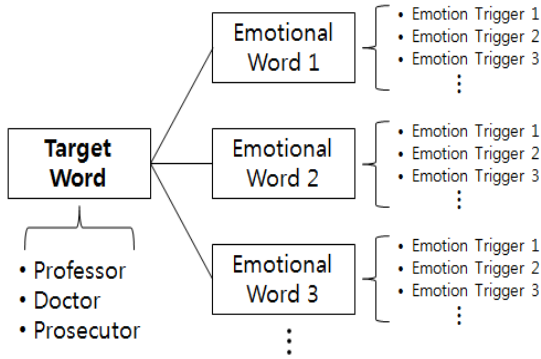 Target
Word
• Professor
• Doctor
• Prosecutor
Emotional
Word 1
• Emotion Trigger 1
• Emotion Trigger 2
• Emotion Trigger 3
⋮
Emotional
Word 2
• Emotion Trigger 1
• Emotion Trigger 2
• Emotion Trigger 3
⋮
Emotional
Word 3
• Emotion Trigger 1
• Emotion Trigger 2
• Emotion Trigger 3
⋮
⋮